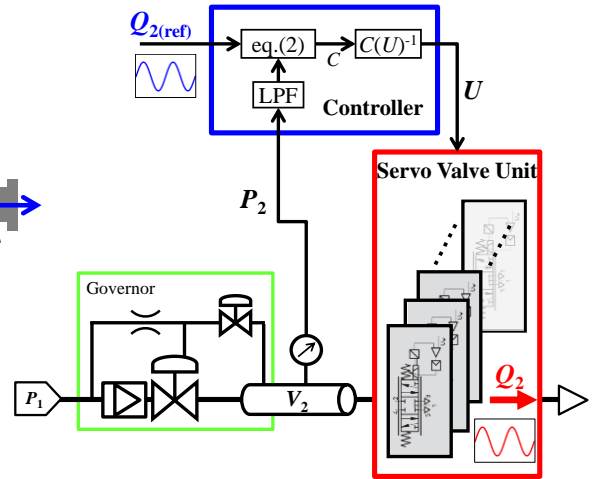 Q2(ref)
eq.(2)
C
C(U)-1
LPF
Controller
U
Servo Valve Unit
P2
Governor
P1
V2
Q2